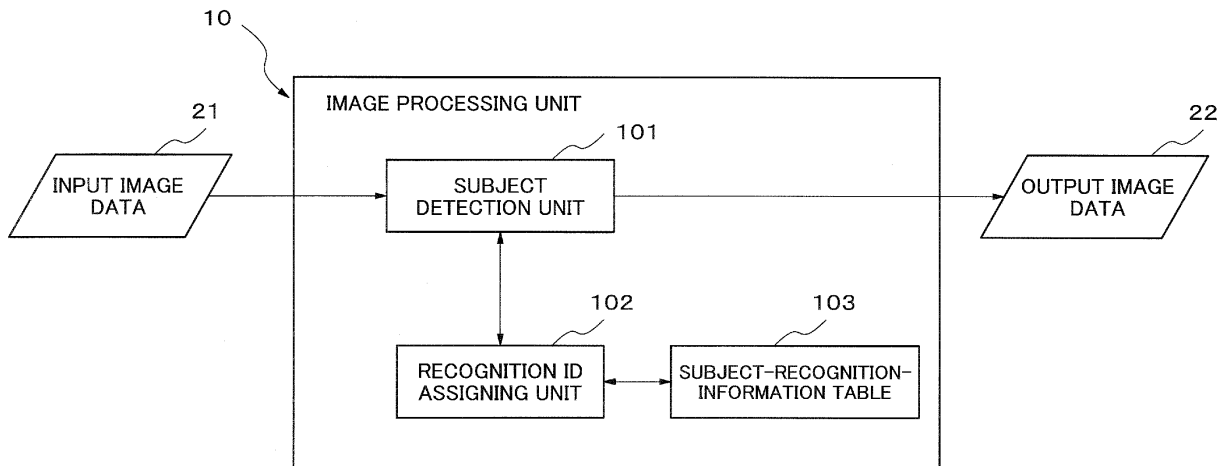 10
IMAGE PROCESSING UNIT
21
101
22
INPUT IMAGE
DATA
SUBJECT
DETECTION UNIT
OUTPUT IMAGE
DATA
102
103
RECOGNITION ID
ASSIGNING UNIT
SUBJECT-RECOGNITION-
INFORMATION TABLE